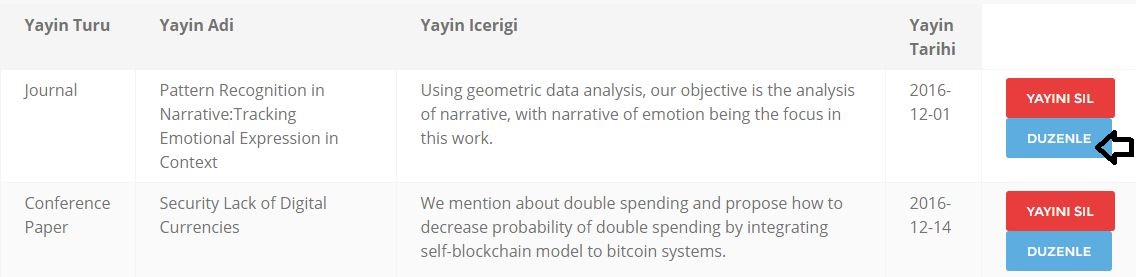 Yayin Turu
Yayin Adi
Yayin Icerigi
Yayin
Tarihi
Journal
Pattern Recognition in
Narrative:Tracking
Emotional Expression in
Context
Using geometric data analysis, our objective is the analysis
of narrative, with narrative of emotion being the focus in
this work.
2016-
12-01
YAYINI SIL
DUZENLE
Conference
Paper
Security Lack of Digital
Currencies
We mention about double spending and propose how to
decrease probability of double spending by integrating
self-blockchain model to bitcoin systems.
2016-
12-14
YAYINI SIL
DUZENLE